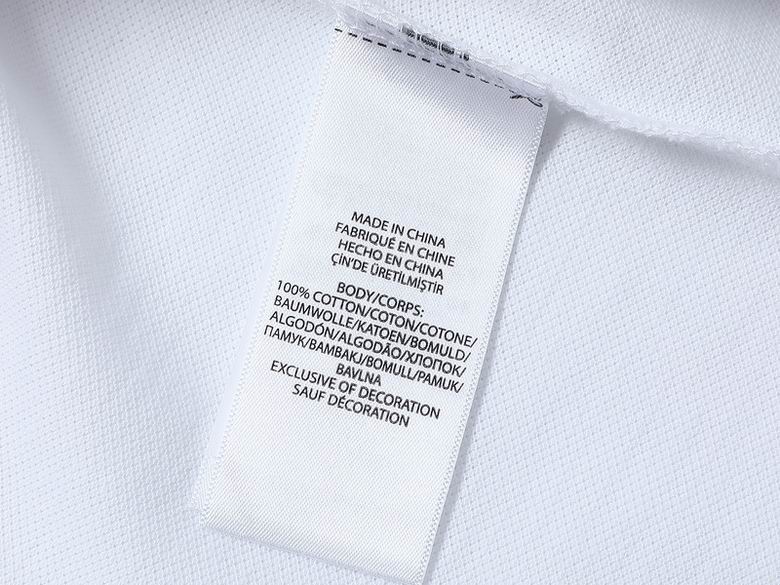 MADE IN CHINA
FABRIQUÉ EN CHINE
HECHO EN CHINA
ÇİN'DE ÜRETİLMİŞTİR
BODY/CORPS:
100% COTTON/COTON/COTONE/
BAUMWOLLE/KATOEN/BOMULD/
ALGODÓN/ALGODÃO/ХЛОПОК/
ПАМУК/BAMBAKJ/BOMULL/PAMUK/
BAVLNA
EXCLUSIVE OF DECORATION
SAUF DÉCORATION